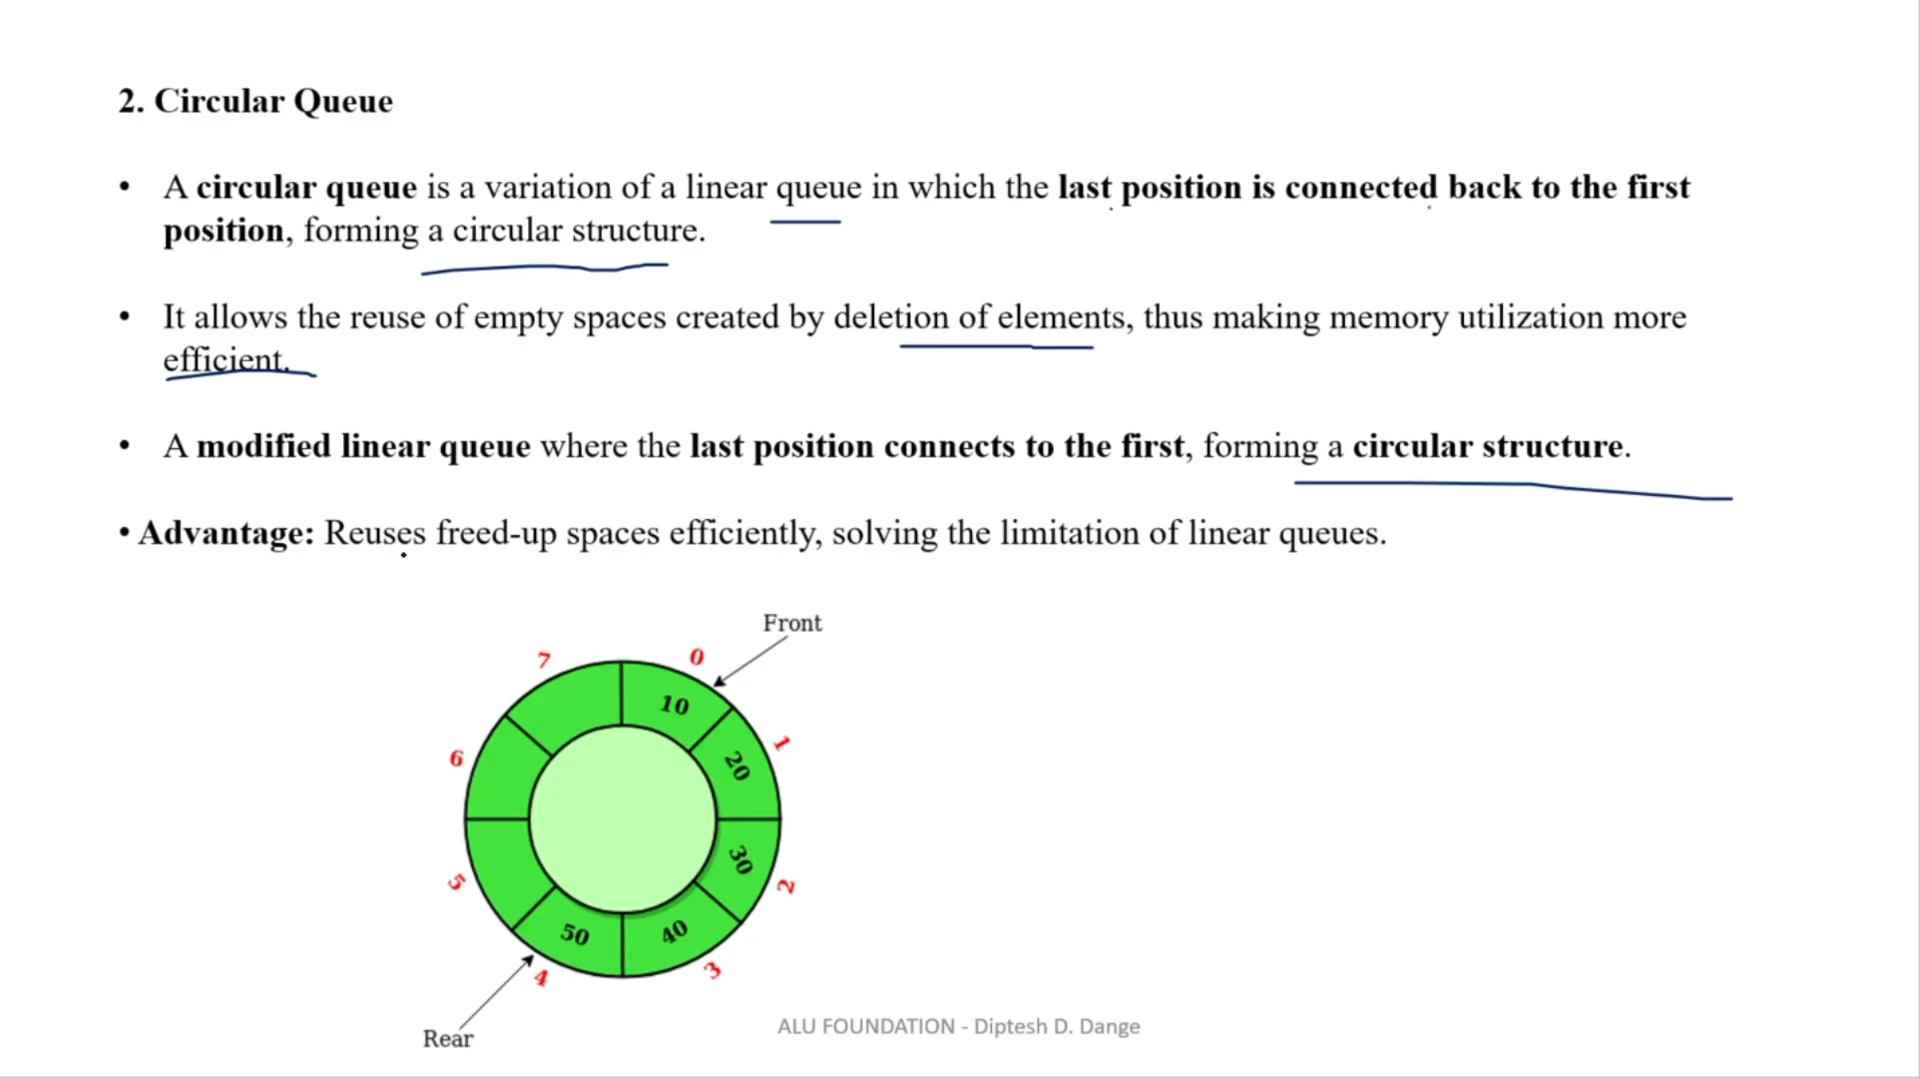 2. Circular Queue
• A circular queue is a variation of a linear queue in which the last position is connected back to the first
position, forming a circular structure.
• It allows the reuse of empty spaces created by deletion of elements, thus making memory utilization more
efficient.
• A modified linear queue where the last position connects to the first, forming a circular structure.
• Advantage: Reuses freed-up spaces efficiently, solving the limitation of linear queues.
Front
7
0
10
6
1
20
5
30
2
50
40
4
3
Rear
ALU FOUNDATION - Diptesh D. Dange